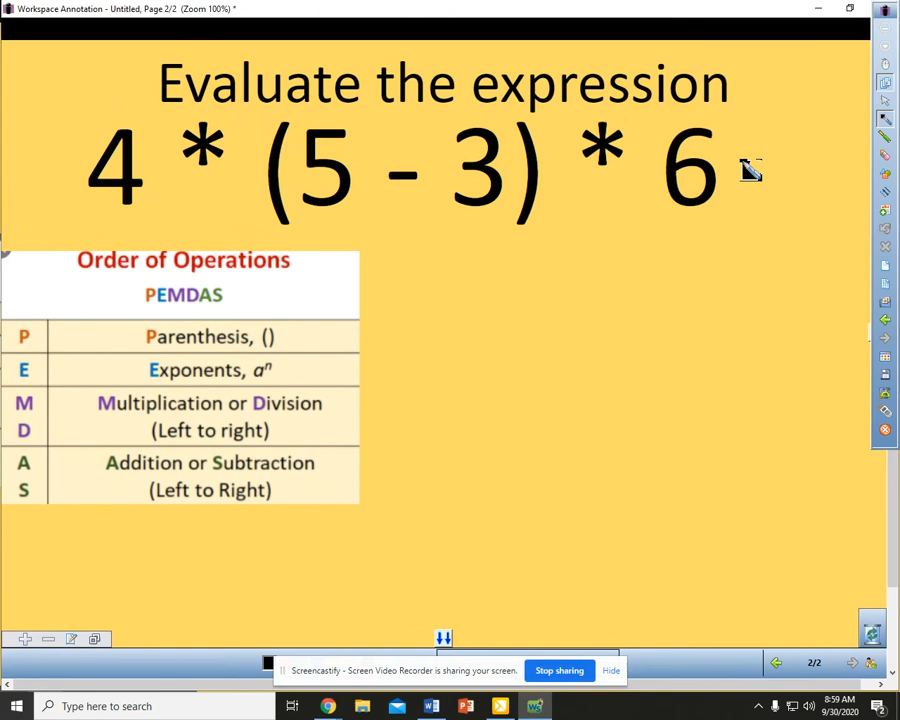 Workspace Annotation - Untitled, Page 2/2 (Zoom 100%) *
Evaluate the expression
4 * (5 - 3) * 6
Order of Operations
PEMDAS
P Parenthesis, ()
E Exponents, aⁿ
M Multiplication or Division
D (Left to right)
A Addition or Subtraction
S (Left to Right)
2/2
Screencastify - Screen Video Recorder is sharing your screen. Stop sharing Hide
Type here to search
8:59 AM
9/30/2020
2